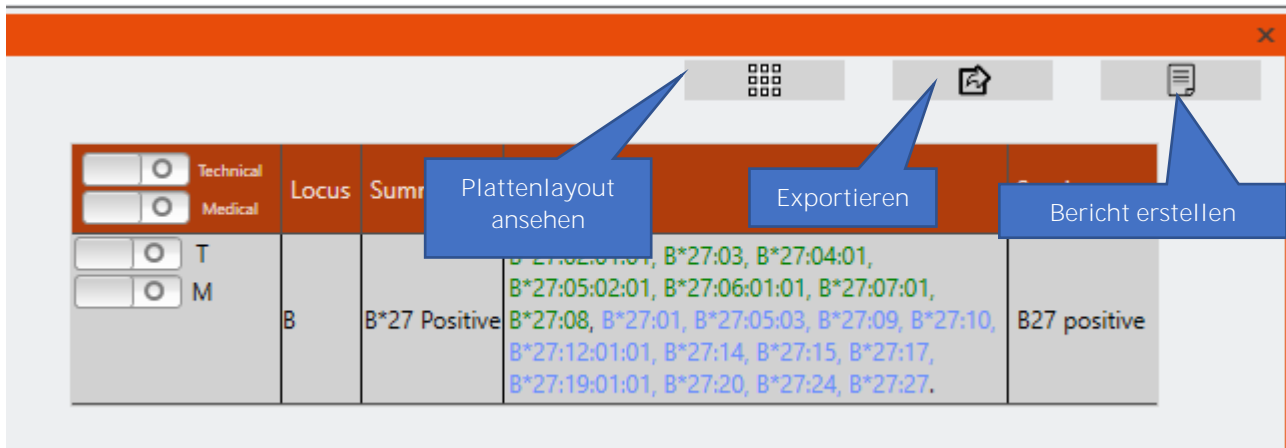 ×
Plattenlayout
ansehen
Exportieren
Bericht erstellen
Technical
Medical
Locus
T
M
B
B*27 Positive
B*27:03, B*27:04:01,
B*27:05:02:01, B*27:06:01:01, B*27:07:01,
B*27:08, B*27:01, B*27:05:03, B*27:09, B*27:10,
B*27:12:01:01, B*27:14, B*27:15, B*27:17,
B*27:19:01:01, B*27:20, B*27:24, B*27:27.
B27 positive